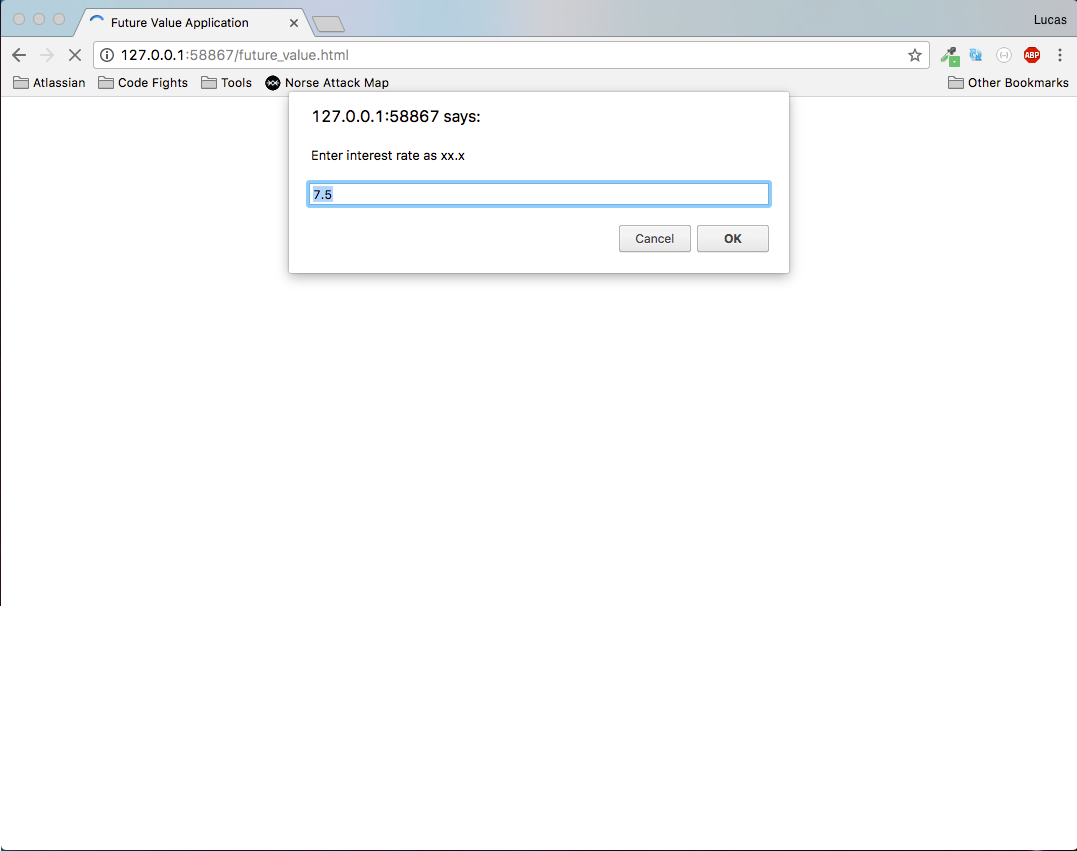 Future Value Application
Lucas
127.0.0.1:58867/future_value.html
ABP
Atlassian
Code Fights
Tools
Norse Attack Map
Other Bookmarks
127.0.0.1:58867 says:
Enter interest rate as xx.x
7.5
Cancel
OK